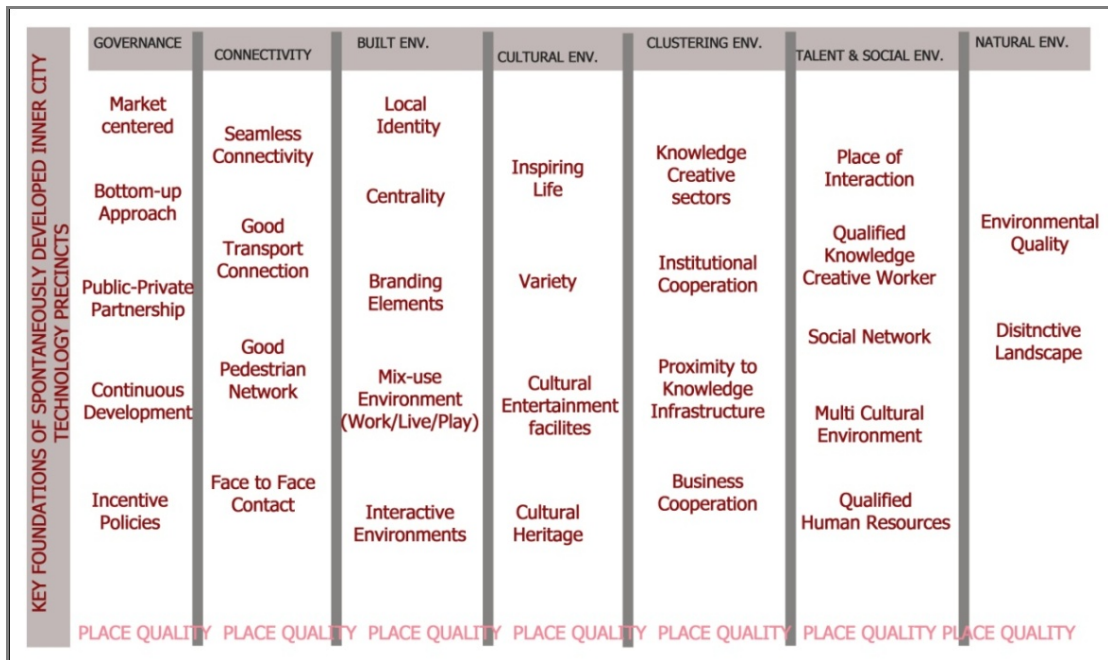 KEY FOUNDATIONS OF SPONTANEOUSLY DEVELOPED INNER CITY
TECHNOLOGY PRECINCTS
GOVERNANCE
Market
centered
Bottom-up
Approach
Public-Private
Partnership
Continuous
Development
Incentive
Policies
CONNECTIVITY
Seamless
Connectivity
Good
Transport
Connection
Good
Pedestrian
Network
Face to Face
Contact
BUILT ENV.
Local
Identity
Centrality
Branding
Elements
Mix-use
Environment
(Work/Live/Play)
Interactive
Environments
CULTURAL ENV.
Inspiring
Life
Variety
Cultural
Entertainment
facilites
Cultural
Heritage
CLUSTERING ENV.
Knowledge
Creative
sectors
Institutional
Cooperation
Proximity to
Knowledge
Infrastructure
Business
Cooperation
TALENT & SOCIAL ENV.
Place of
Interaction
Qualified
Knowledge
Creative Worker
Social Network
Multi Cultural
Environment
Qualified
Human Resources
NATURAL ENV.
Environmental
Quality
Disitnctive
Landscape
PLACE QUALITY PLACE QUALITY PLACE QUALITY PLACE QUALITY PLACE QUALITY PLACE QUALITY PLACE QUALITY